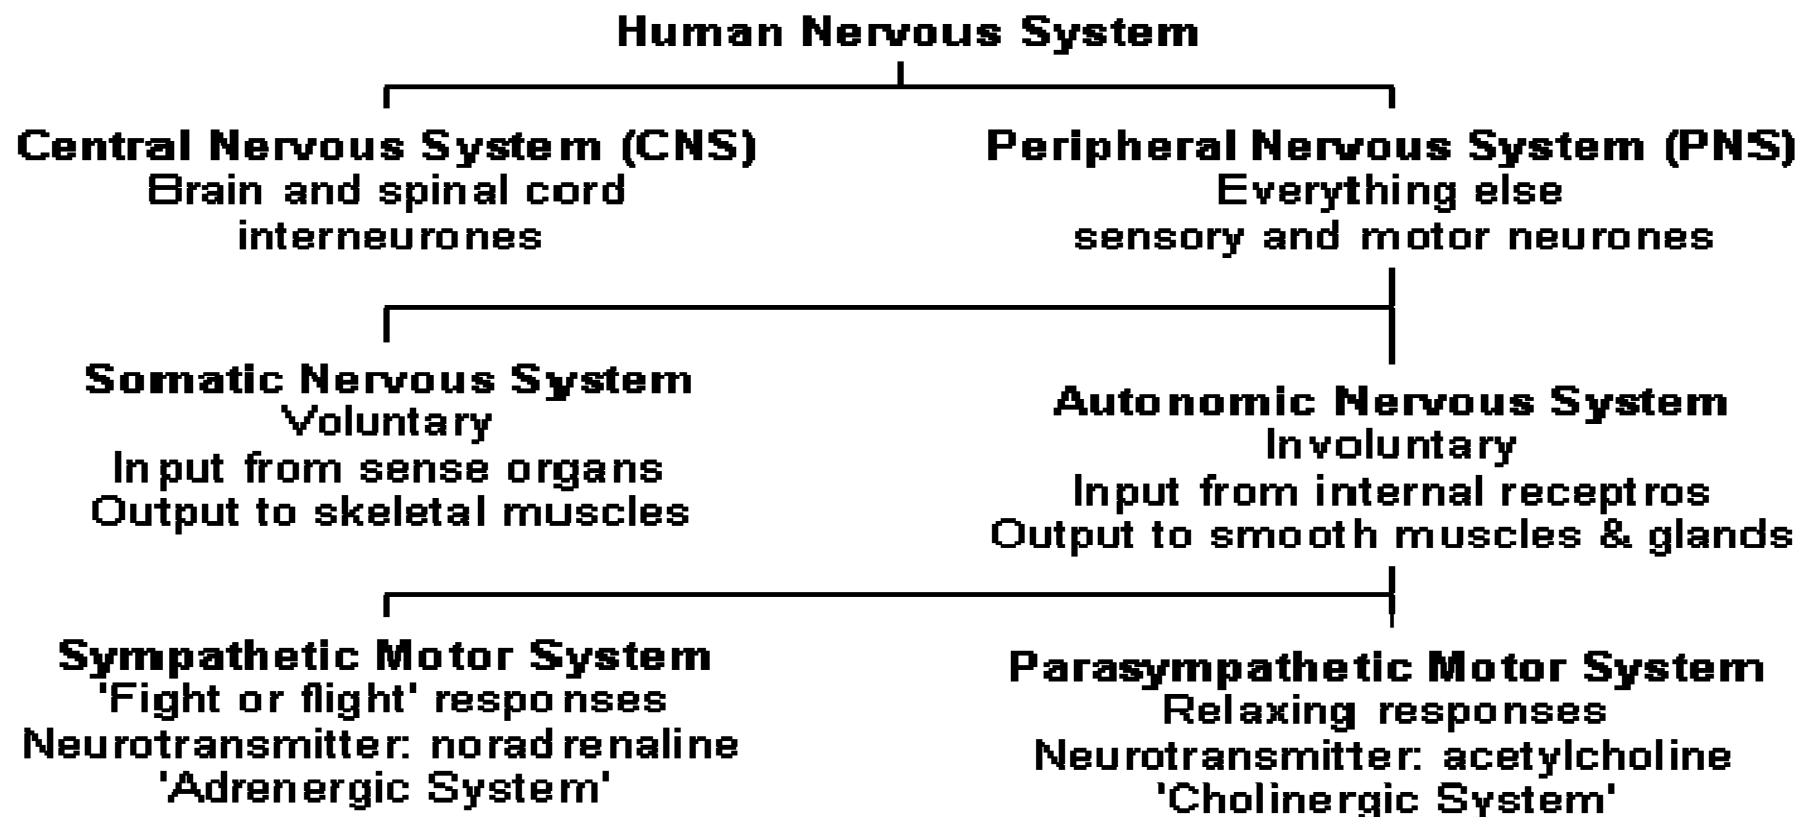 Human Nervous System
Central Nervous System (CNS)
Brain and spinal cord
interneurones
Peripheral Nervous System (PNS)
Everything else
sensory and motor neurones
Somatic Nervous System
Voluntary
Input from sense organs
Output to skeletal muscles
Autonomic Nervous System
Involuntary
Input from internal receptros
Output to smooth muscles & glands
Sympathetic Motor System
'Fight or flight' responses
Neurotransmitter: noradrenaline
'Adrenergic System'
Parasympathetic Motor System
Relaxing responses
Neurotransmitter: acetylcholine
'Cholinergic System'